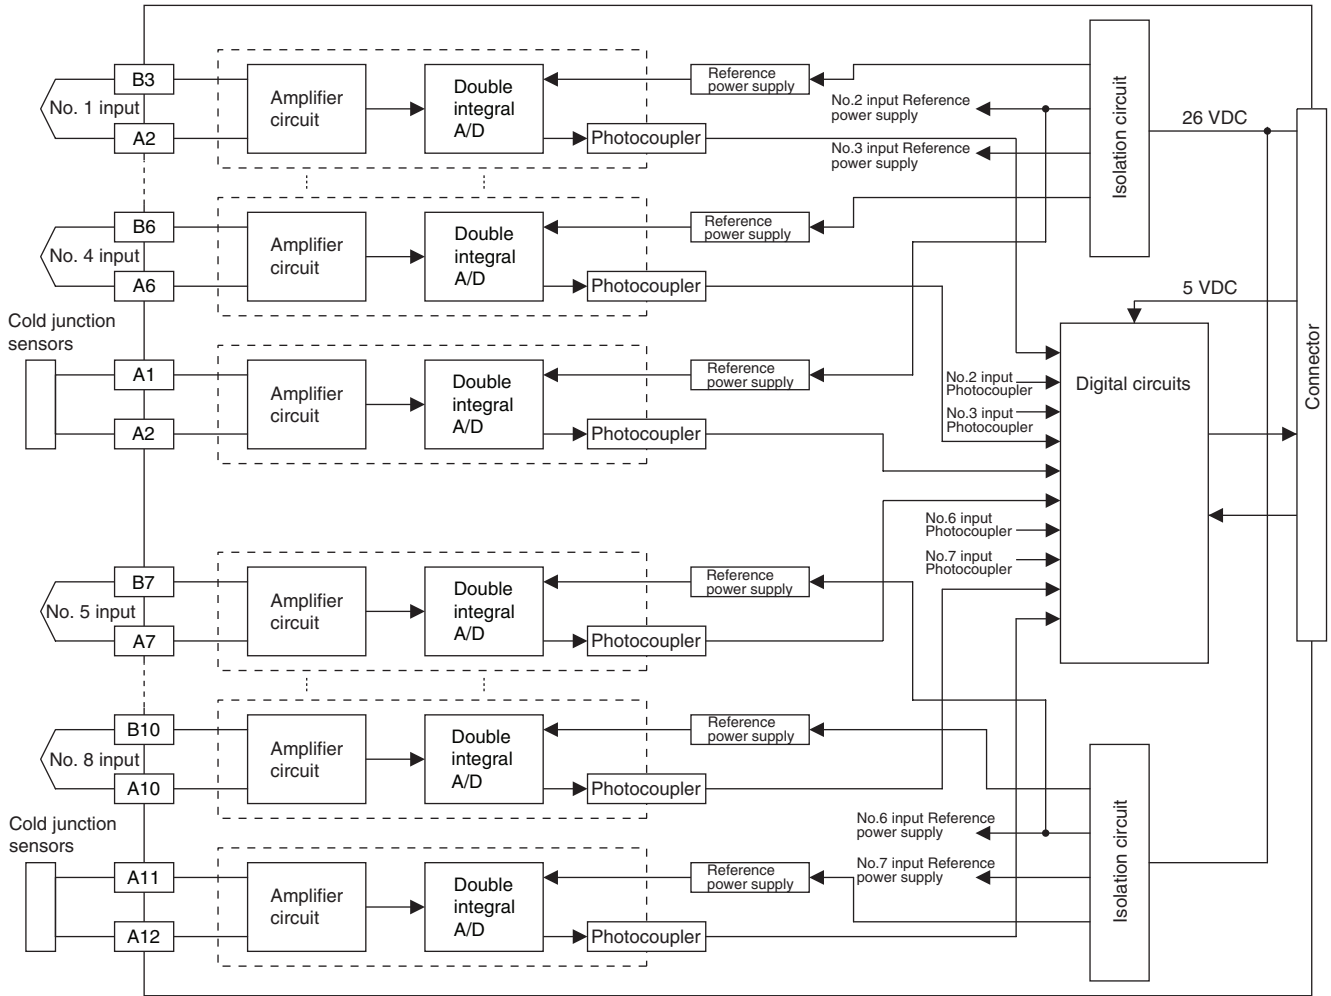 B3
No. 1 input
A2
Amplifier
circuit
Double
integral
A/D
Reference
power supply
Photocoupler
No.2 input Reference
power supply
No.3 input Reference
power supply
Isolation circuit
26 VDC
B6
No. 4 input
A6
Amplifier
circuit
Double
integral
A/D
Reference
power supply
Photocoupler
5 VDC
Connector
Cold junction
sensors
A1
A2
Amplifier
circuit
Double
integral
A/D
Reference
power supply
Photocoupler
No.2 input
Photocoupler
No.3 input
Photocoupler
Digital circuits
No.6 input
Photocoupler
No.7 input
Photocoupler
B7
No. 5 input
A7
Amplifier
circuit
Double
integral
A/D
Reference
power supply
Photocoupler
B10
No. 8 input
A10
Amplifier
circuit
Double
integral
A/D
Reference
power supply
Photocoupler
No.6 input Reference
power supply
No.7 input Reference
power supply
Isolation circuit
Cold junction
sensors
A11
A12
Amplifier
circuit
Double
integral
A/D
Reference
power supply
Photocoupler